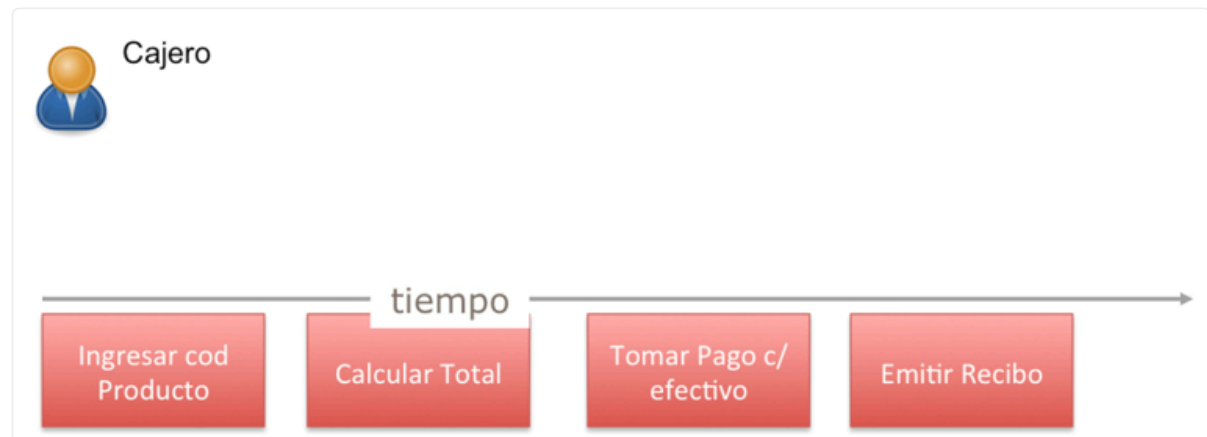 Cajero
tiempo
Ingresar cod
Producto
Calcular Total
Tomar Pago c/
efectivo
Emitir Recibo